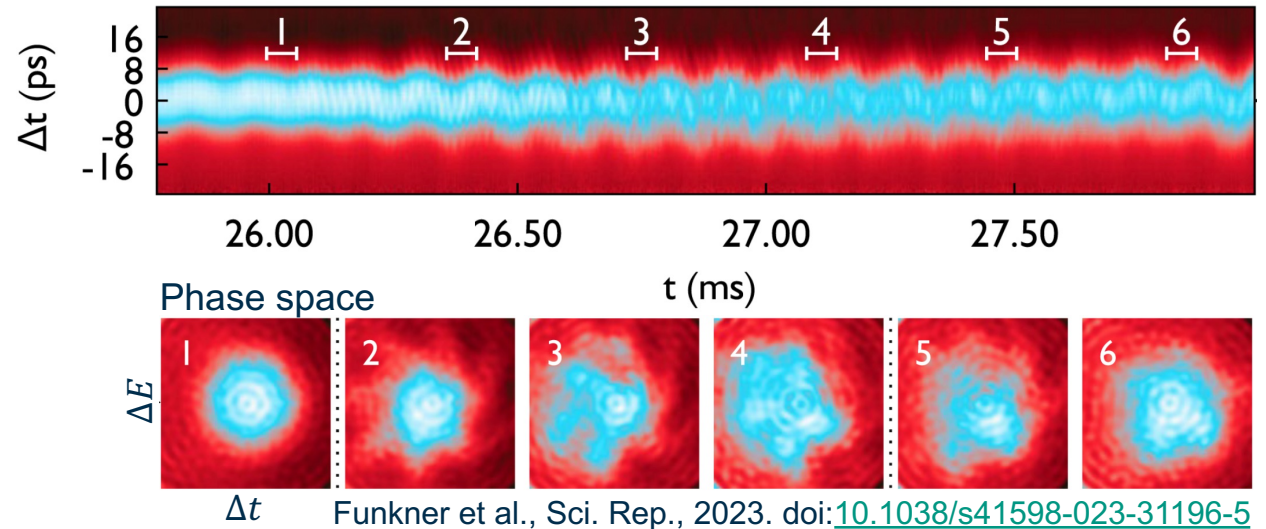 1 2 3 4 5 6
Δt (ps)
16
8
0
-8
-16
26.00 26.50 27.00 27.50
t (ms)
Phase space
1 2 3 4 5 6
ΔE
Δt
Funkner et al., Sci. Rep., 2023. doi:10.1038/s41598-023-31196-5